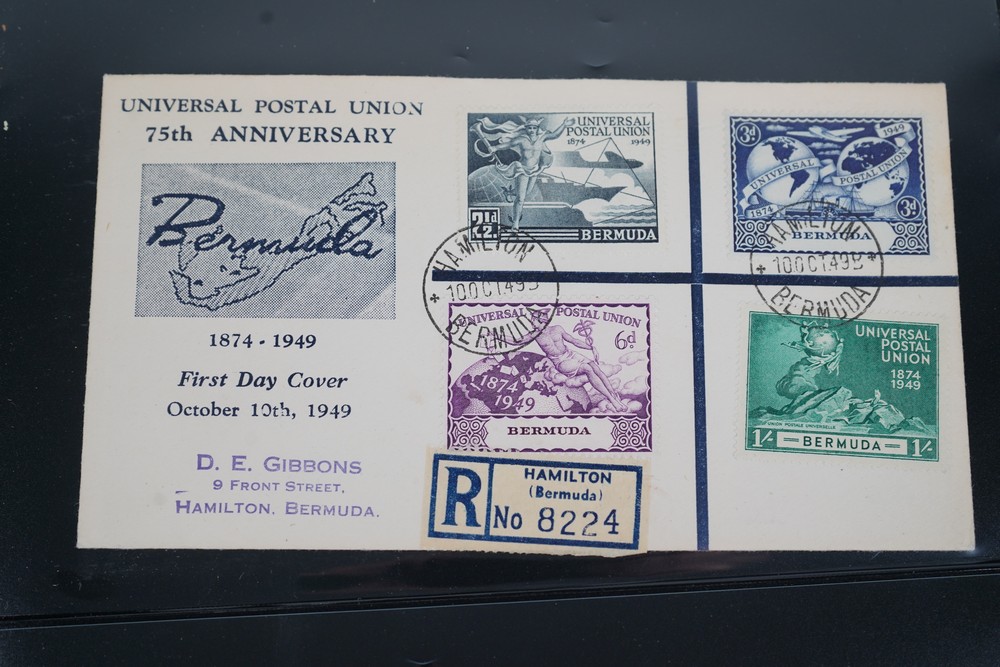 UNIVERSAL POSTAL UNION
75th ANNIVERSARY
Bermuda
1874 - 1949
First Day Cover
October 10th, 1949
D. E. GIBBONS
9 FRONT STREET,
HAMILTON, BERMUDA.
UNIVERSAL
POSTAL UNION
1874 1949
2½d
BERMUDA
3d
1949
UNIVERSAL
POSTAL UNION
1874
3d
BERMUDA
HAMILTON
10 OCT 49
BERMUDA
HAMILTON
10 OCT 49
BERMUDA
UNIVERSAL POSTAL UNION
6d
1874
1949
BERMUDA
UNIVERSAL
POSTAL
UNION
1874
1949
UNION POSTALE UNIVERSELLE
1/- BERMUDA 1/-
R
HAMILTON
(Bermuda)
No 8224